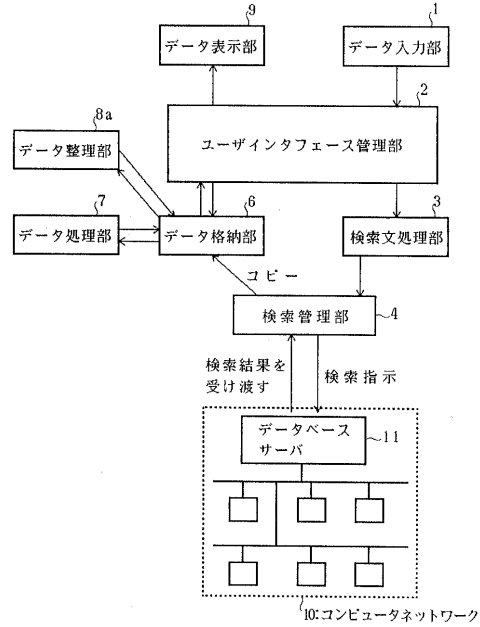 9
データ表示部
1
データ入力部
2
ユーザインタフェース管理部
8a
データ整理部
7
データ処理部
6
データ格納部
3
検索文処理部
コピー
検索管理部
4
検索結果を
受け渡す
検索指示
データベース
サーバ
11
10:コンピュータネットワーク